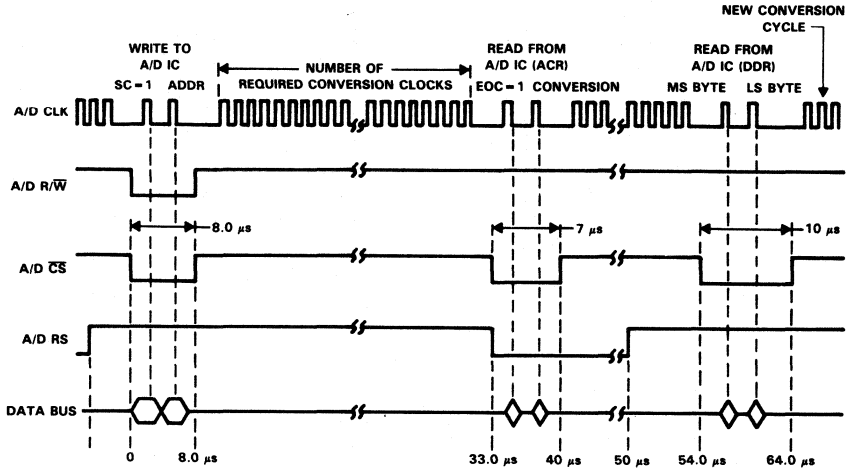 NEW CONVERSION
CYCLE
WRITE TO
A/D IC
SC = 1 ADDR
NUMBER OF
REQUIRED CONVERSION CLOCKS
READ FROM
A/D IC (ACR)
EOC = 1 CONVERSION
READ FROM
A/D IC (DDR)
MS BYTE LS BYTE
A/D CLK
A/D R/W̅
8.0 µs
7 µs
10 µs
A/D C̅S̅
A/D RS
DATA BUS
0 8.0 µs 33.0 µs 40 µs 50 µs 54.0 µs 64.0 µs